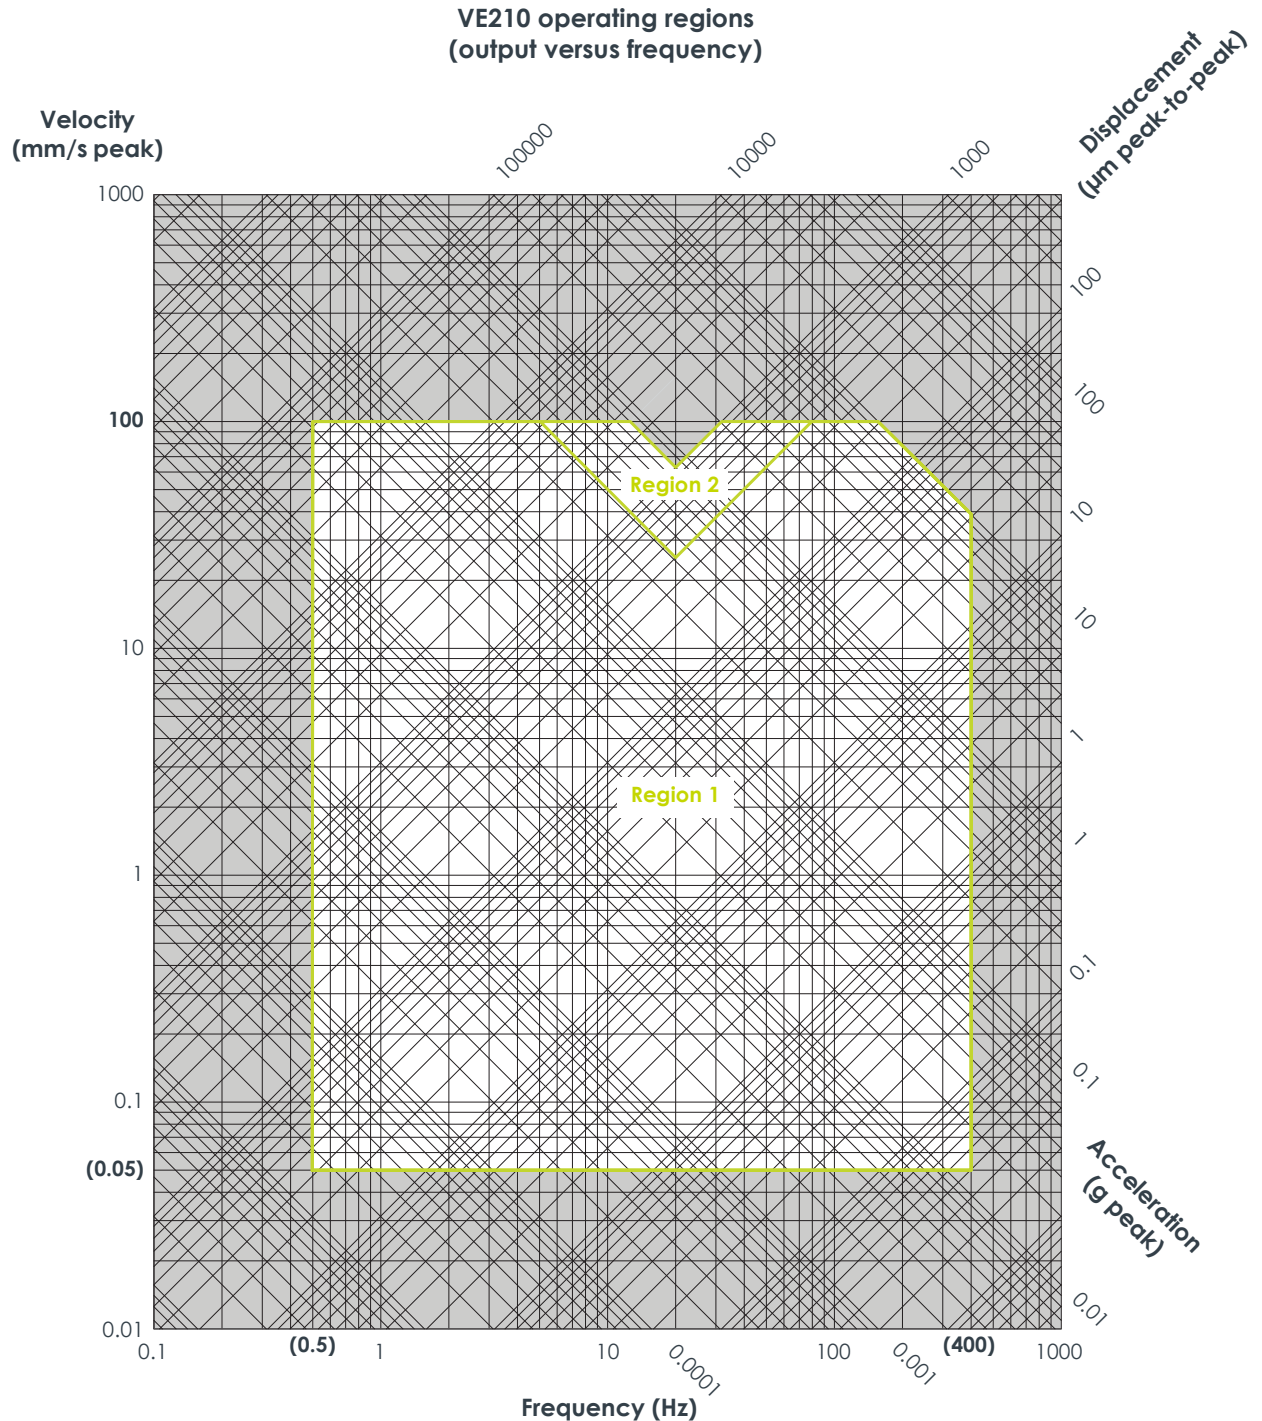 VE210 operating regions
(output versus frequency)
Displacement
(µm peak-to-peak)
Velocity
(mm/s peak)
100000
10000
1000
1000
100
100
100
Region 2
10
10
10
1
Region 1
1
1
0.1
0.1
0.1
(0.05)
Acceleration
(g peak)
0.01
0.01
0.1
(0.5)
1
10
0.0001
100
0.001
(400)
1000
Frequency (Hz)